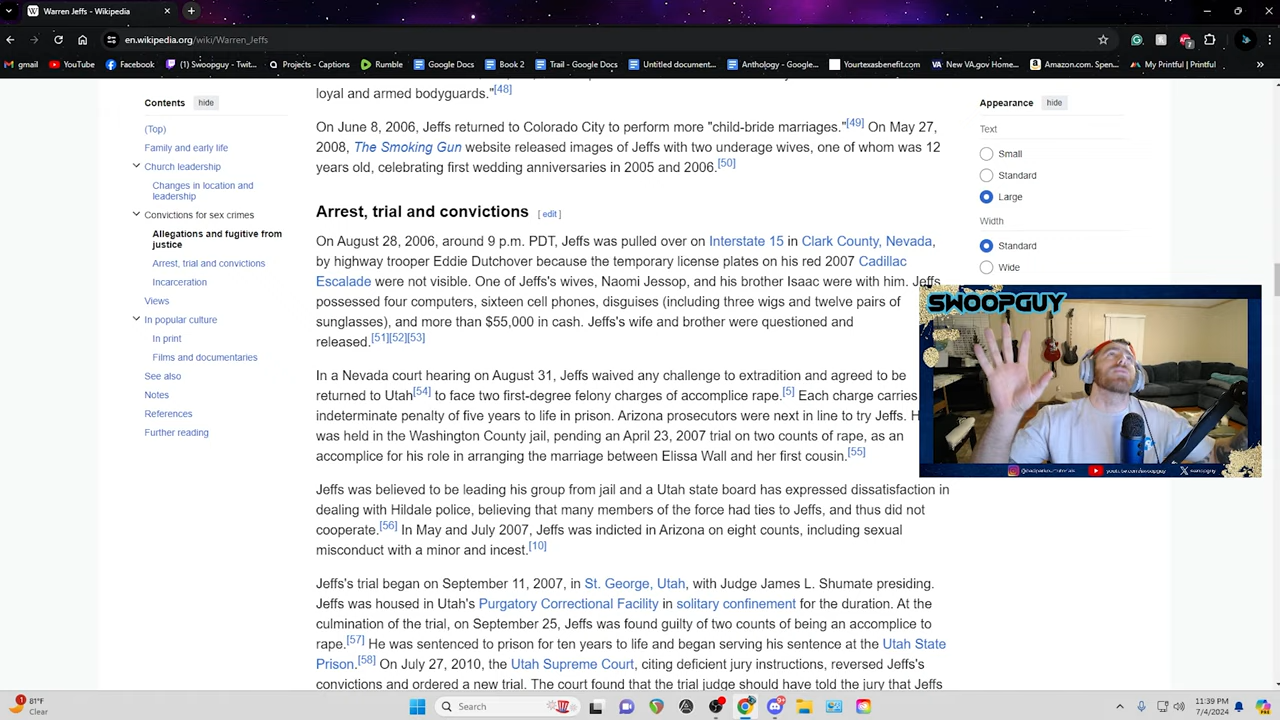 Warren Jeffs - Wikipedia
en.wikipedia.org/wiki/Warren_Jeffs
gmail YouTube Facebook (1) Swoopguy - Twit... Projects - Captions Rumble Google Docs Book 2 Trail - Google Docs Untitled document... Anthology - Google... Yourtexasbenefit.com New VA.gov Home... Amazon.com. Spen... My Printful | Printful
loyal and armed bodyguards."[48]
Contents hide
(Top)
Family and early life
Church leadership
Changes in location and
leadership
Convictions for sex crimes
Allegations and fugitive from
justice
Arrest, trial and convictions
Incarceration
Views
In popular culture
In print
Films and documentaries
See also
Notes
References
Further reading
On June 8, 2006, Jeffs returned to Colorado City to perform more "child-bride marriages."[49] On May 27,
2008, The Smoking Gun website released images of Jeffs with two underage wives, one of whom was 12
years old, celebrating first wedding anniversaries in 2005 and 2006.[50]
Arrest, trial and convictions [ edit ]
On August 28, 2006, around 9 p.m. PDT, Jeffs was pulled over on Interstate 15 in Clark County, Nevada,
by highway trooper Eddie Dutchover because the temporary license plates on his red 2007 Cadillac
Escalade were not visible. One of Jeffs's wives, Naomi Jessop, and his brother Isaac were with him. Jeffs
possessed four computers, sixteen cell phones, disguises (including three wigs and twelve pairs of
sunglasses), and more than $55,000 in cash. Jeffs's wife and brother were questioned and
released.[51][52][53]
In a Nevada court hearing on August 31, Jeffs waived any challenge to extradition and agreed to be
returned to Utah[54] to face two first-degree felony charges of accomplice rape.[5] Each charge carries
indeterminate penalty of five years to life in prison. Arizona prosecutors were next in line to try Jeffs. H
was held in the Washington County jail, pending an April 23, 2007 trial on two counts of rape, as an
accomplice for his role in arranging the marriage between Elissa Wall and her first cousin.[55]
Jeffs was believed to be leading his group from jail and a Utah state board has expressed dissatisfaction in
dealing with Hildale police, believing that many members of the force had ties to Jeffs, and thus did not
cooperate.[56] In May and July 2007, Jeffs was indicted in Arizona on eight counts, including sexual
misconduct with a minor and incest.[10]
Jeffs's trial began on September 11, 2007, in St. George, Utah, with Judge James L. Shumate presiding.
Jeffs was housed in Utah's Purgatory Correctional Facility in solitary confinement for the duration. At the
culmination of the trial, on September 25, Jeffs was found guilty of two counts of being an accomplice to
rape.[57] He was sentenced to prison for ten years to life and began serving his sentence at the Utah State
Prison.[58] On July 27, 2010, the Utah Supreme Court, citing deficient jury instructions, reversed Jeffs's
convictions and ordered a new trial. The court found that the trial judge should have told the jury that Jeffs
Appearance hide
Text
Small
Standard
Large
Width
Standard
Wide
SWOOPGUY
youtube.com/swoopguy
81°F
Clear
Search
11:39 PM
7/4/2024